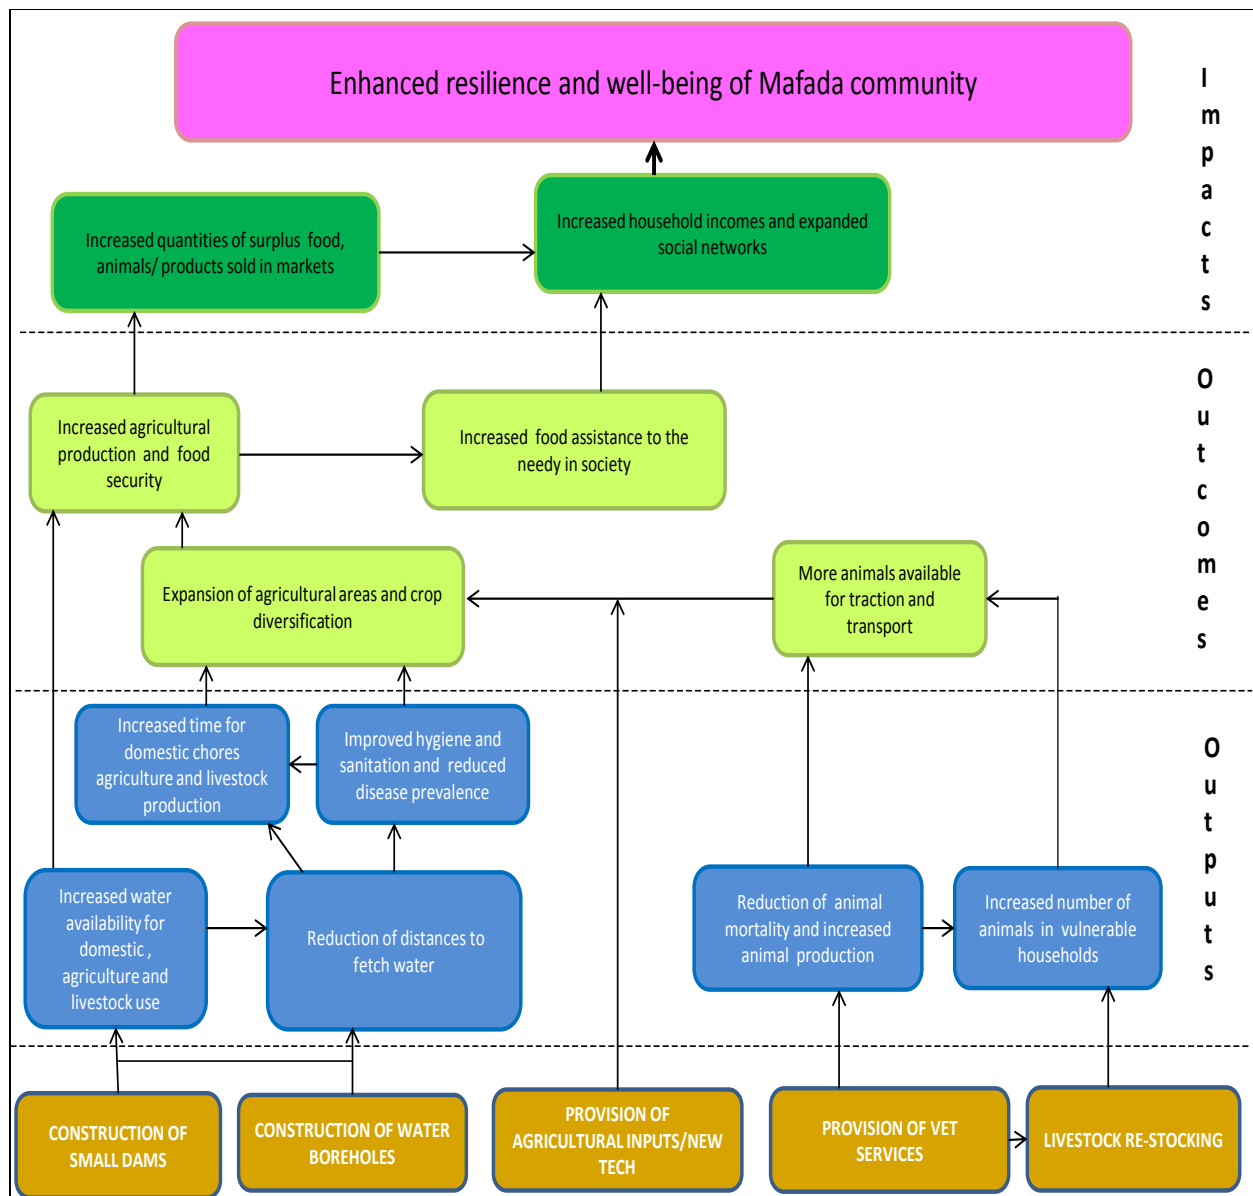 Enhanced resilience and well-being of Mafada community
Impacts
Increased quantities of surplus food,
animals/ products sold in markets
Increased household incomes and expanded
social networks
Increased agricultural
production and food
security
Increased food assistance to the
needy in society
Outcomes
Expansion of agricultural areas and crop
diversification
More animals available
for traction and
transport
Increased time for
domestic chores
agriculture and livestock
production
Improved hygiene and
sanitation and reduced
disease prevalence
Outputs
Increased water
availability for
domestic ,
agriculture and
livestock use
Reduction of distances to
fetch water
Reduction of animal
mortality and increased
animal production
Increased number of
animals in vulnerable
households
CONSTRUCTION OF
SMALL DAMS
CONSTRUCTION OF WATER
BOREHOLES
PROVISION OF
AGRICULTURAL INPUTS/NEW
TECH
PROVISION OF VET
SERVICES
LIVESTOCK RE-STOCKING